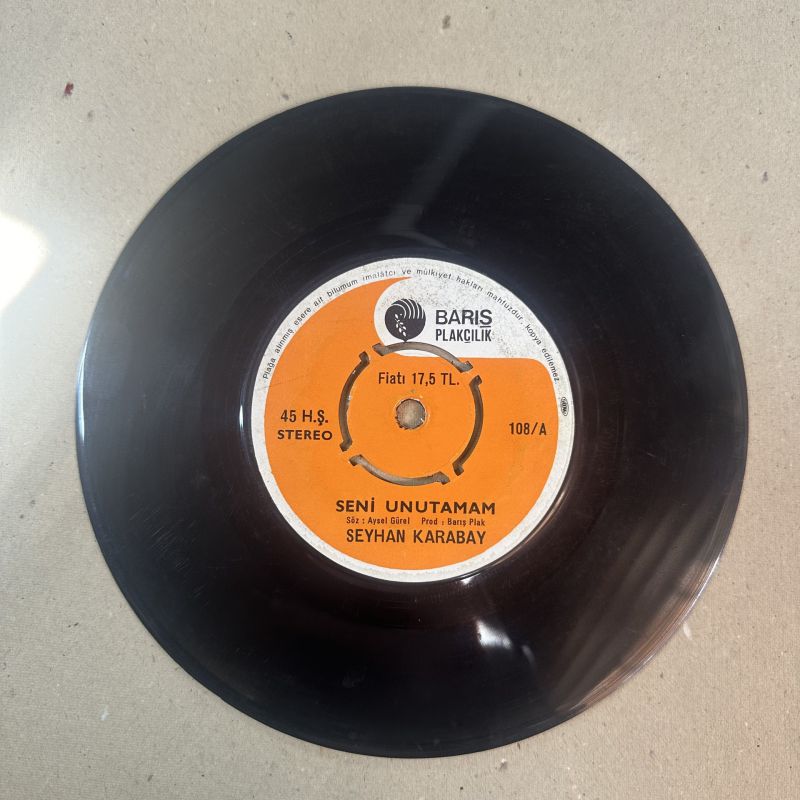 Plağa alınmış esere ait bilumum imalâtcı ve mülkiyet hakları mahfuzdur, kopya edilemez
BARIŞ
PLAKÇILIK
Fiatı 17,5 TL.
45 H.Ş.
STEREO
108/A
SENİ UNUTAMAM
Söz : Aysel Gürel Prod : Barış Plak
SEYHAN KARABAY